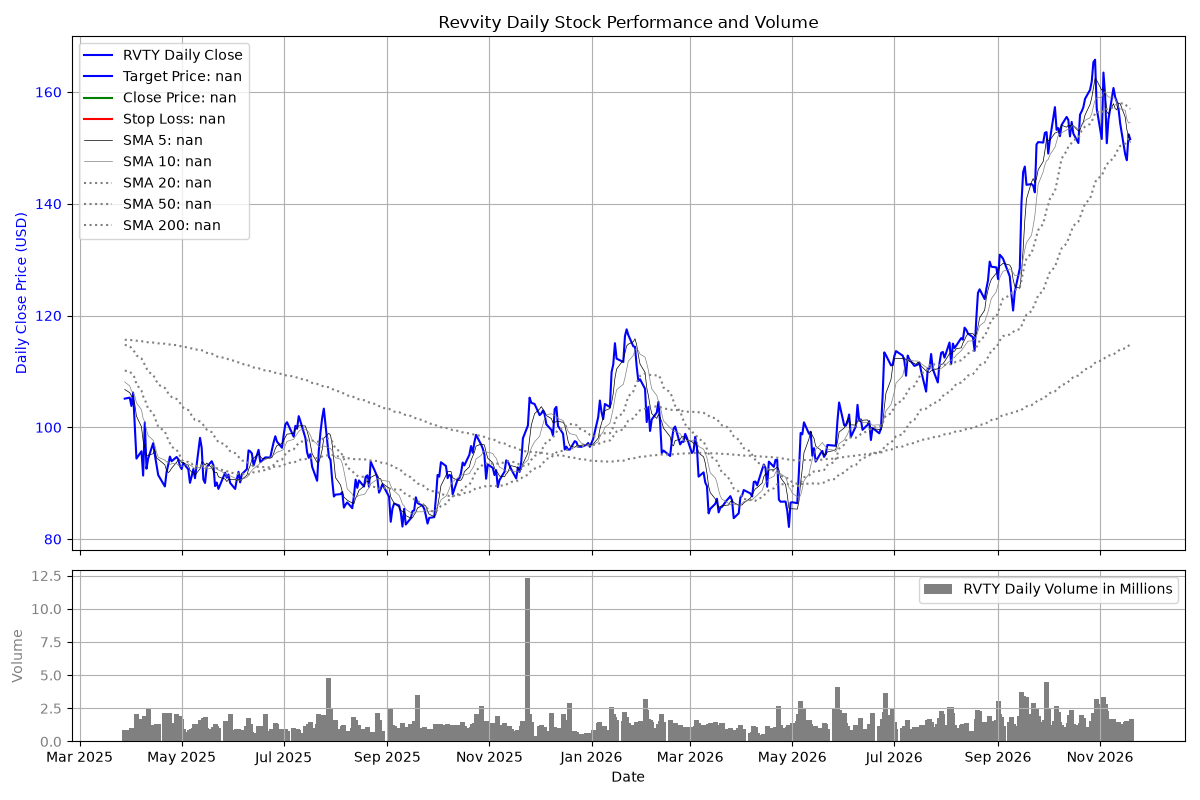 Revvity Daily Stock Performance and Volume
RVTY Daily Close
Target Price: nan
Close Price: nan
Stop Loss: nan
SMA 5: nan
SMA 10: nan
SMA 20: nan
SMA 50: nan
SMA 200: nan
Daily Close Price (USD)
160
140
120
100
80
RVTY Daily Volume in Millions
Volume
12.5
10.0
7.5
5.0
2.5
0.0
Mar 2025 May 2025 Jul 2025 Sep 2025 Nov 2025 Jan 2026 Mar 2026 May 2026 Jul 2026 Sep 2026 Nov 2026
Date